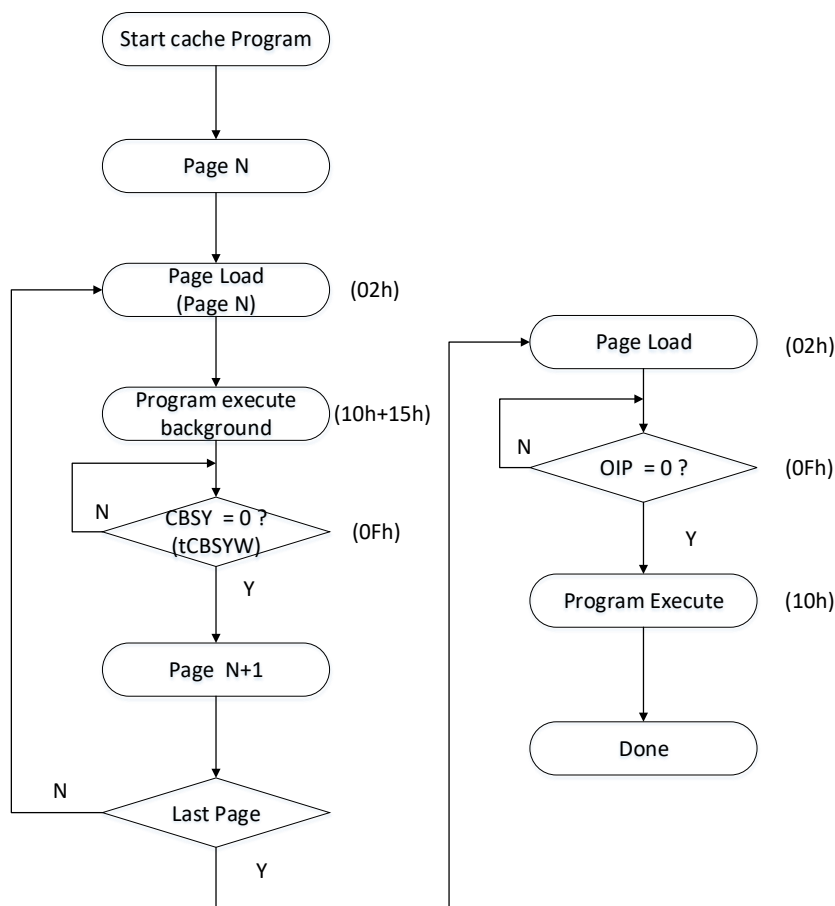 Start cache Program
Page N
Page Load
(Page N)
(02h)
Program execute
background
(10h+15h)
N
CBSY = 0 ?
(tCBSYW)
(0Fh)
Y
Page N+1
N
Last Page
Y
Page Load
(02h)
N
OIP = 0 ?
(0Fh)
Y
Program Execute
(10h)
Done